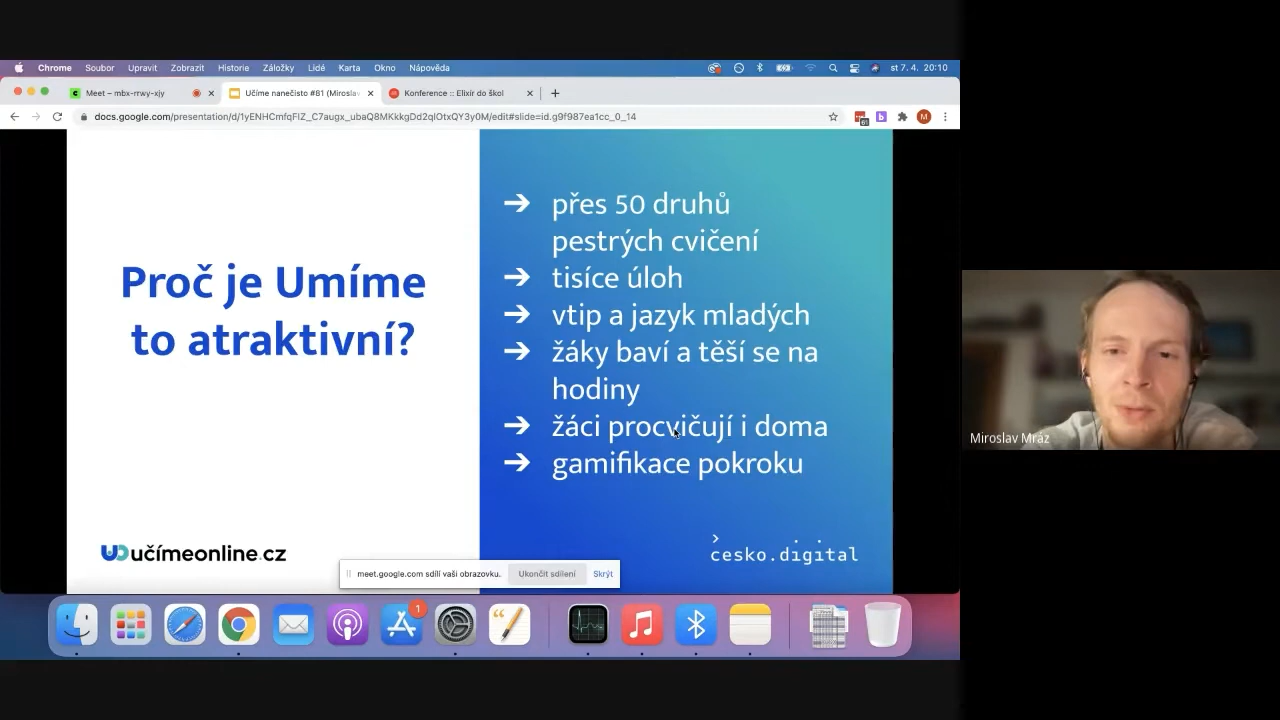 Chrome Soubor Upravit Zobrazit Historie Záložky Lidé Karta Okno Nápověda st 7. 4. 20:10
Meet – mbx-rrwy-xjy Učíme nanečisto #81 (Miroslav Konference :: Elixír do škol
docs.google.com/presentation/d/1yENHCmfqFIZ_C7augx_ubaQ8MKkkgDd2qIOtxQY3y0M/edit#slide=id.g9f987ea1cc_0_14
Proč je Umíme
to atraktivní?
➔ přes 50 druhů
pestrých cvičení
➔ tisíce úloh
➔ vtip a jazyk mladých
➔ žáky baví a těší se na
hodiny
➔ žáci procvičují i doma
➔ gamifikace pokroku
učímeonline.cz
cesko.digital
meet.google.com sdílí vaši obrazovku. Ukončit sdílení Skrýt
1
Miroslav Mráz